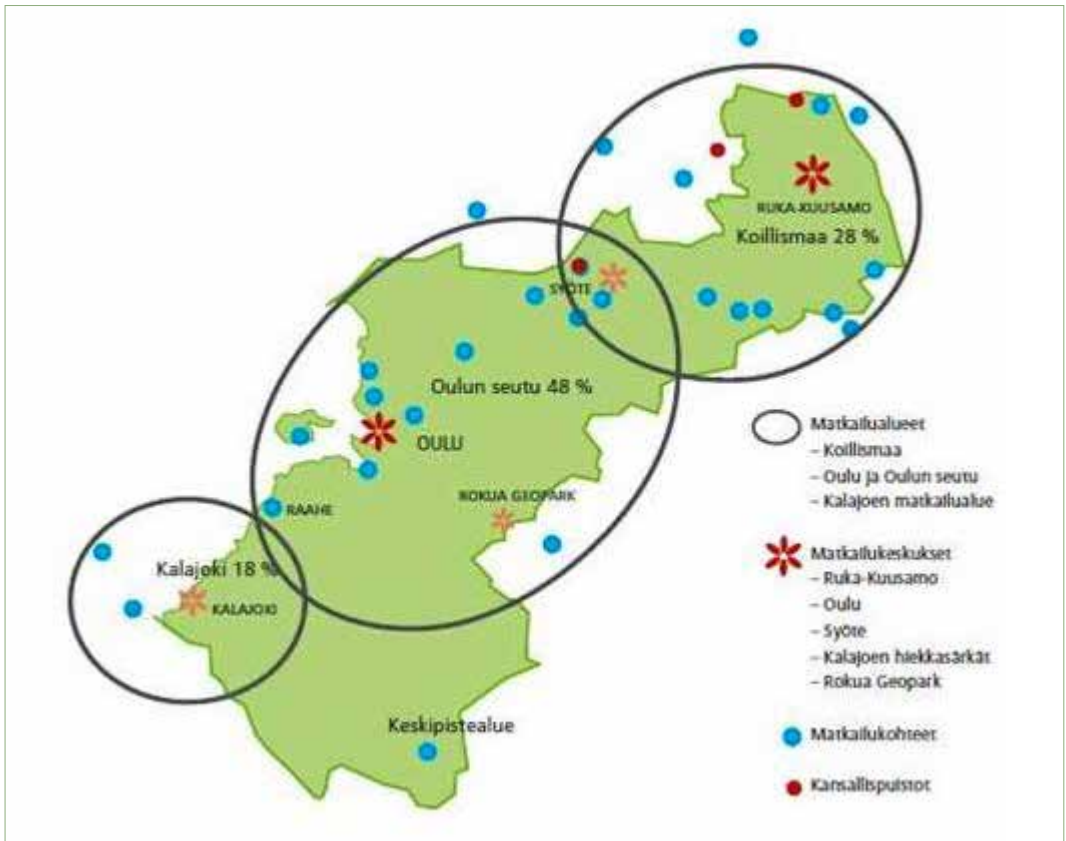 RUKA-KUUSAMO
Koillismaa 28 %
SYÖTE
Oulun seutu 48 %
OULU
ROKUA GEOPARK
RAAHE
Kalajoki 18 %
KALAJOKI
Keskipistealue
Matkailualueet
– Koillismaa
– Oulu ja Oulun seutu
– Kalajoen matkailualue
Matkailukeskukset
– Ruka-Kuusamo
– Oulu
– Syöte
– Kalajoen hiekkasärkät
– Rokua Geopark
Matkailukohteet
Kansallispuistot